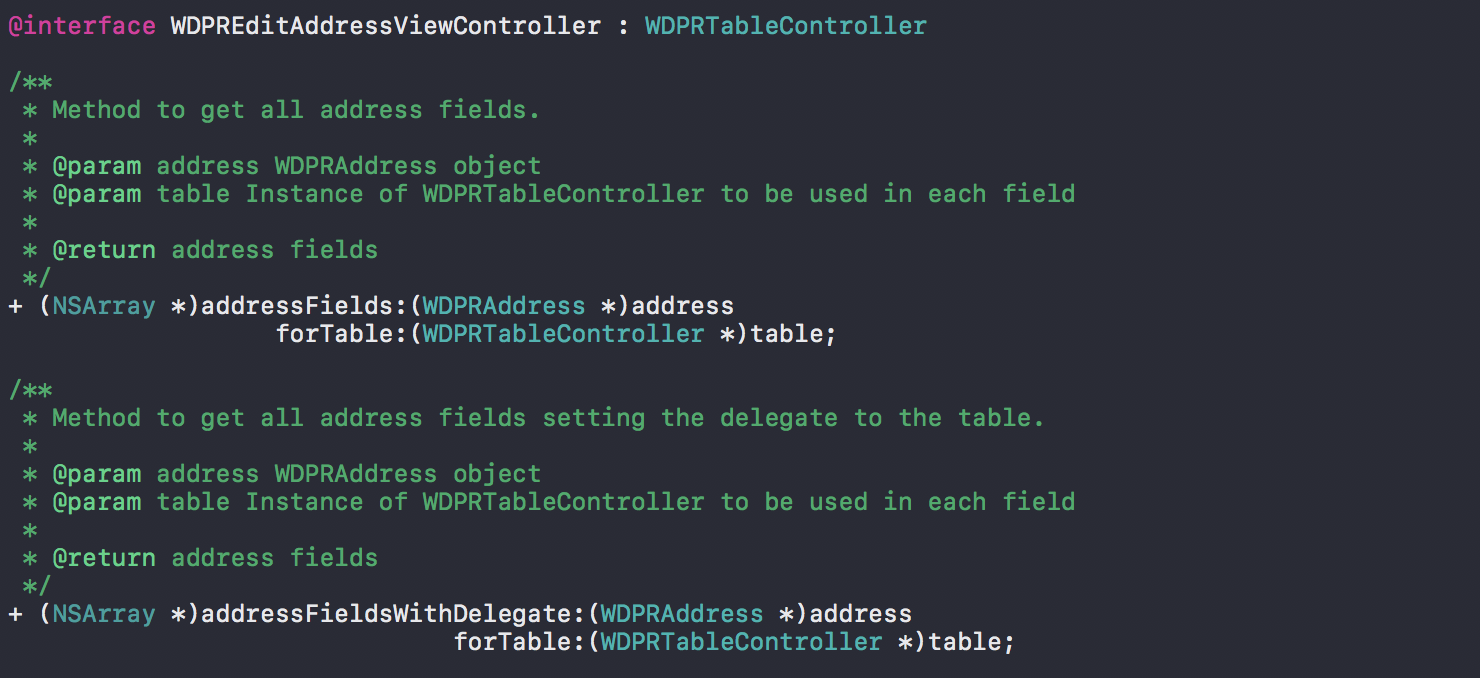 @interface WDPREditAddressViewController : WDPRTableController
/**
* Method to get all address fields.
*
* @param address WDPRAddress object
* @param table Instance of WDPRTableController to be used in each field
*
* @return address fields
*/
+ (NSArray *)addressFields:(WDPRAddress *)address
forTable:(WDPRTableController *)table;
/**
* Method to get all address fields setting the delegate to the table.
*
* @param address WDPRAddress object
* @param table Instance of WDPRTableController to be used in each field
*
* @return address fields
*/
+ (NSArray *)addressFieldsWithDelegate:(WDPRAddress *)address
forTable:(WDPRTableController *)table;